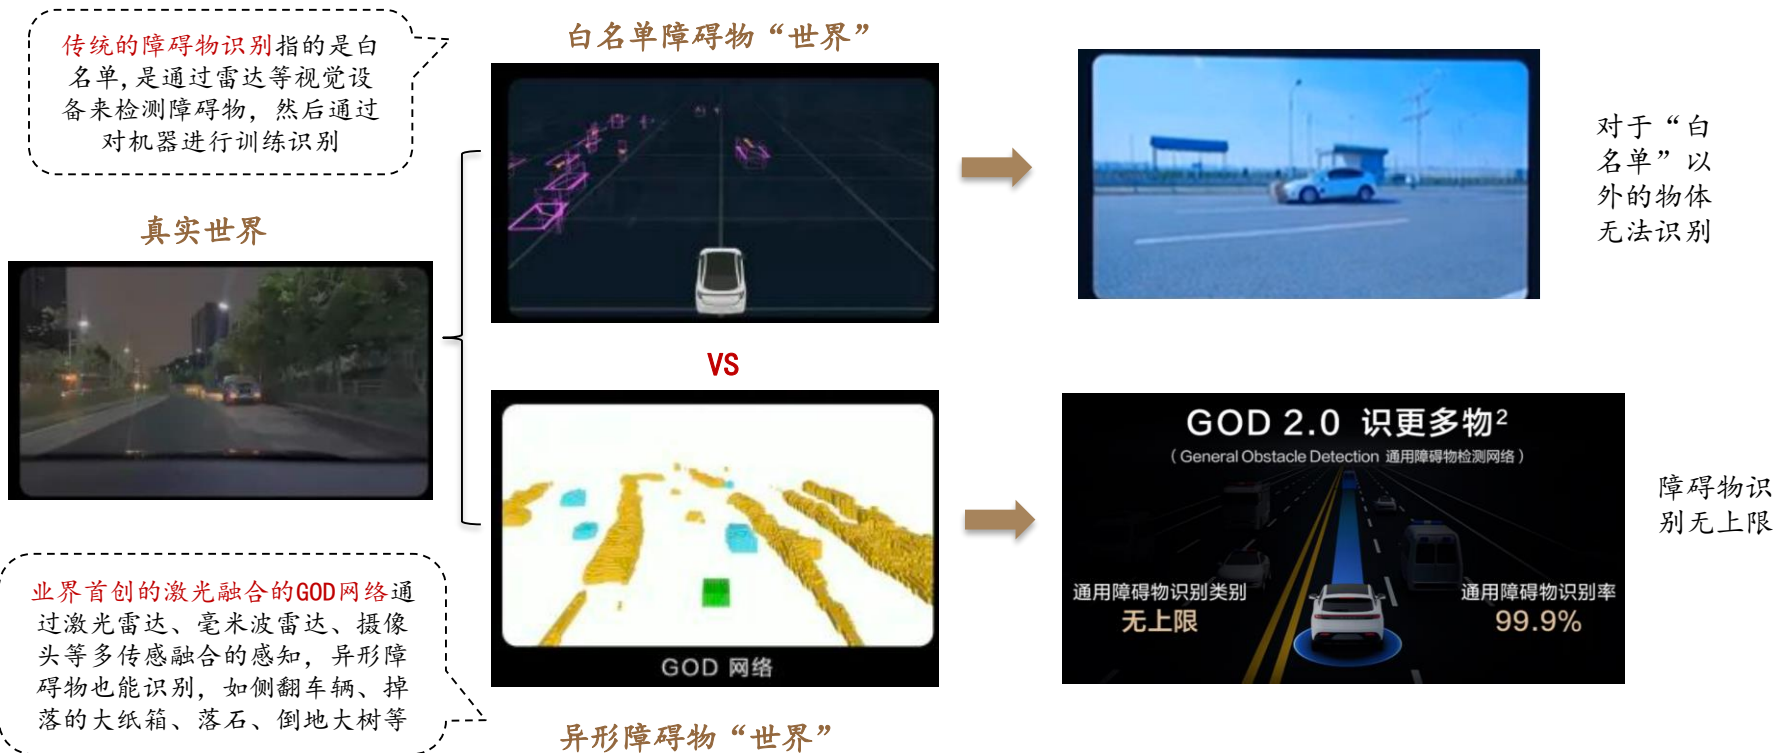 传统的障碍物识别指的是白
名单,是通过雷达等视觉设
备来检测障碍物，然后通过
对机器进行训练识别
白名单障碍物“世界”
对于“白
名单”以
外的物体
无法识别
真实世界
VS
GOD 2.0 识更多物²
（General Obstacle Detection 通用障碍物检测网络）
通用障碍物识别类别
无上限
通用障碍物识别率
99.9%
障碍物识
别无上限
业界首创的激光融合的GOD网络通
过激光雷达、毫米波雷达、摄像
头等多传感融合的感知，异形障
碍物也能识别，如侧翻车辆、掉
落的大纸箱、落石、倒地大树等
GOD 网络
异形障碍物“世界”